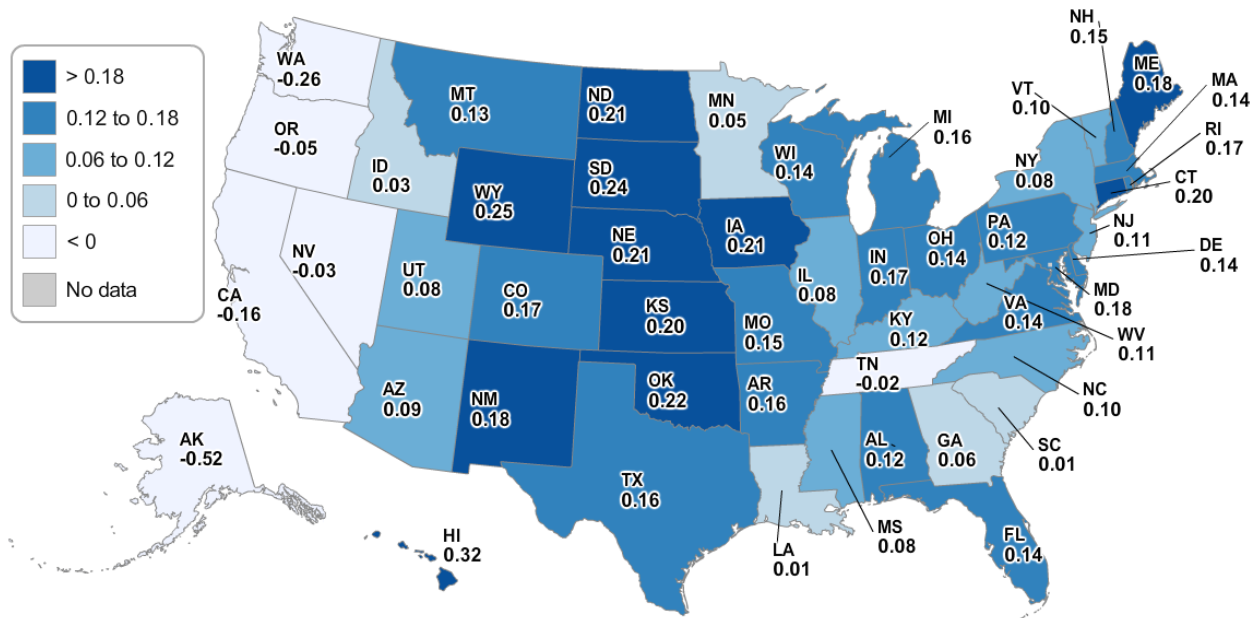 > 0.18
0.12 to 0.18
0.06 to 0.12
0 to 0.06
< 0
No data
WA
-0.26
OR
-0.05
CA
-0.16
NV
-0.03
ID
0.03
MT
0.13
WY
0.25
UT
0.08
CO
0.17
AZ
0.09
NM
0.18
ND
0.21
SD
0.24
NE
0.21
KS
0.20
OK
0.22
TX
0.16
MN
0.05
IA
0.21
MO
0.15
AR
0.16
LA
0.01
WI
0.14
IL
0.08
MI
0.16
IN
0.17
OH
0.14
KY
0.12
TN
-0.02
MS
0.08
AL`
0.12
GA
0.06
FL
0.14
SC
0.01
NC
0.10
VA
0.14
WV
0.11
MD
0.18
DE
0.14
PA
0.12
NJ
0.11
NY
0.08
CT
0.20
RI
0.17
MA
0.14
VT
0.10
NH
0.15
ME
0.18
AK
-0.52
HI
0.32